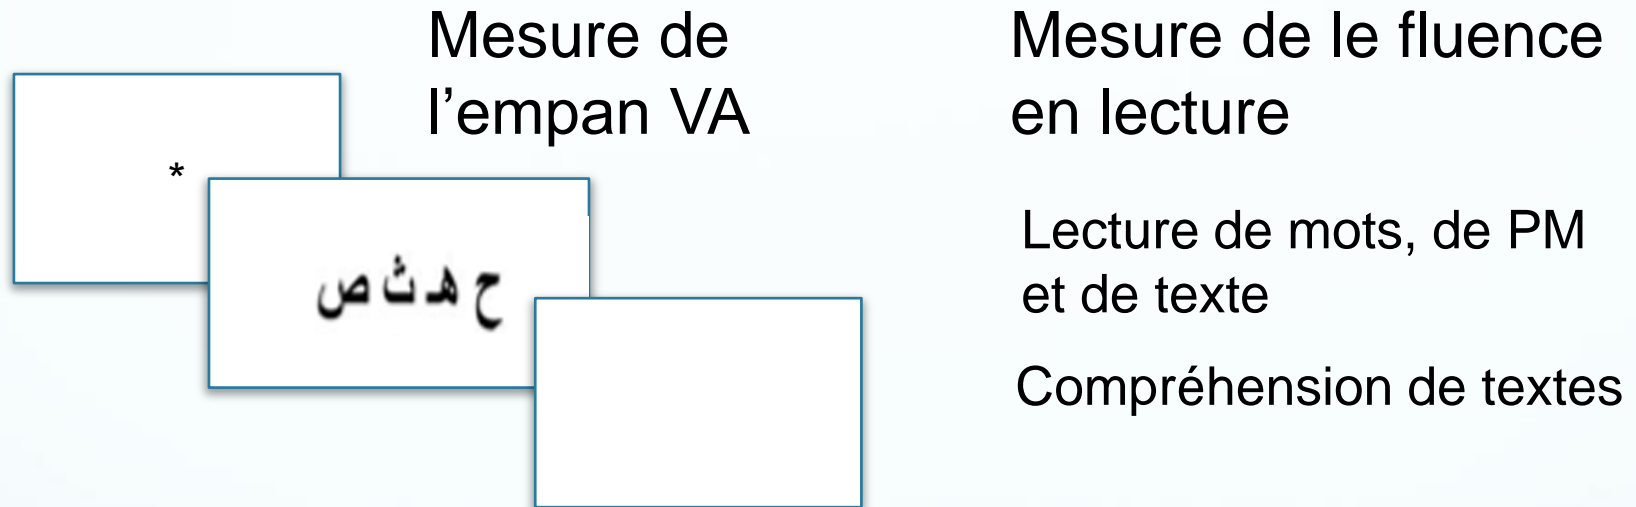 Mesure de
l’empan VA
*
ح هـ ث ص
Mesure de le fluence
en lecture
Lecture de mots, de PM
et de texte
Compréhension de textes